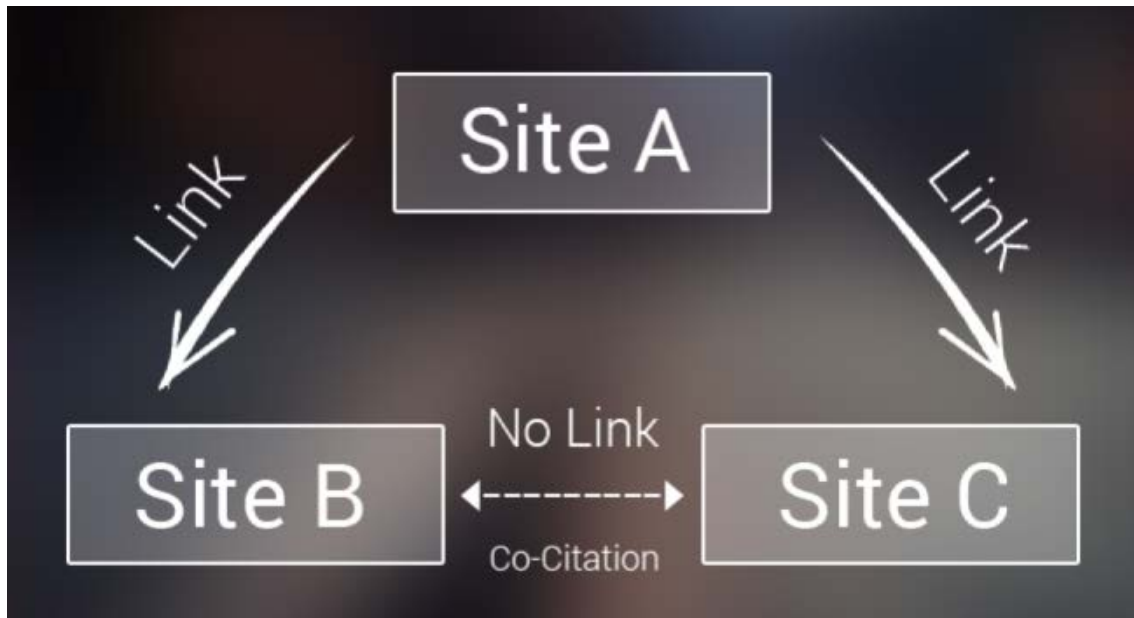 Site A
Link
Link
No Link
Site B
Site C
Co-Citation